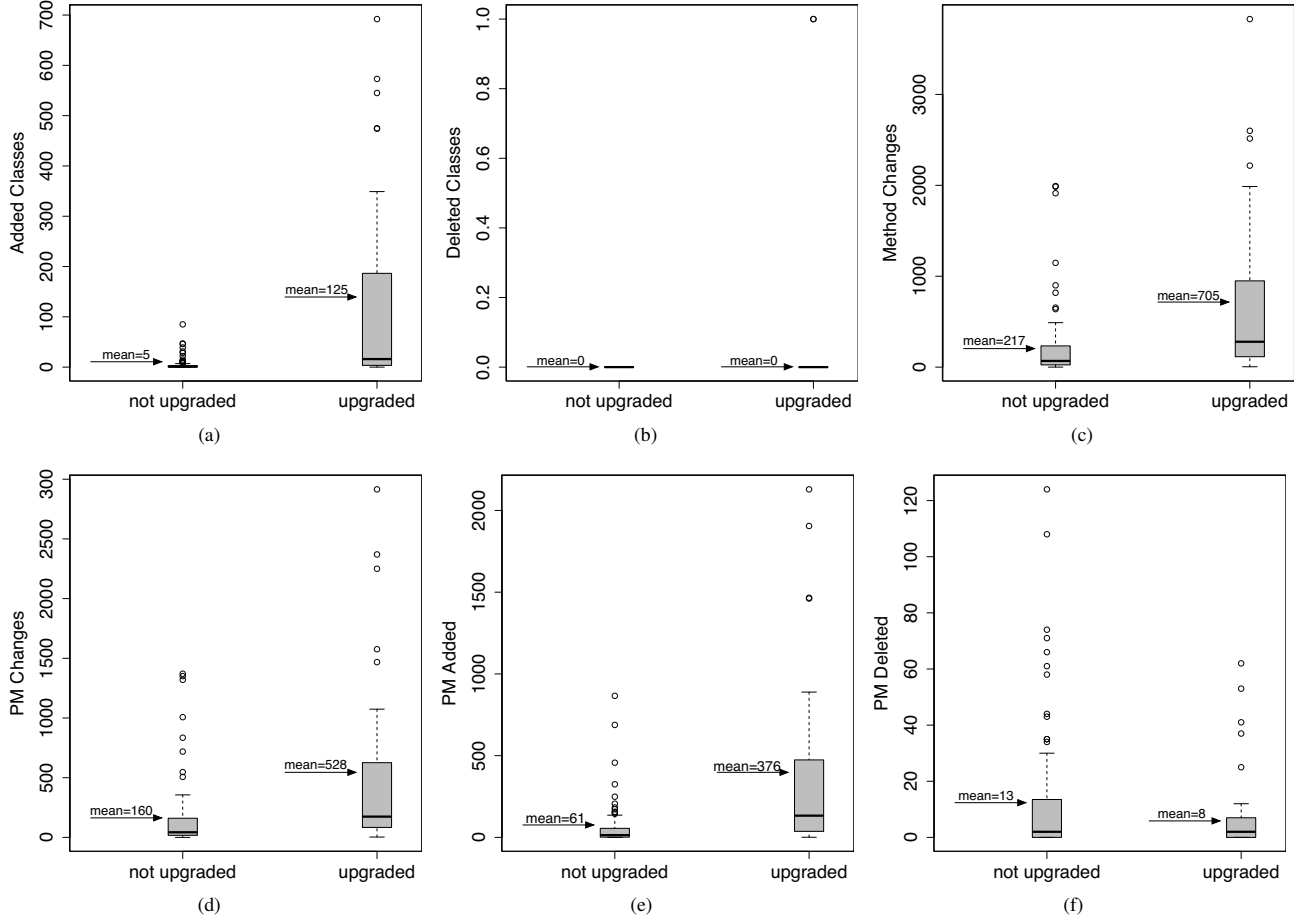 Added Classes
700
600
500
400
300
200
100
0
mean=5
mean=125
not upgraded
upgraded
(a)
Deleted Classes
1.0
0.8
0.6
0.4
0.2
0.0
mean=0
mean=0
not upgraded
upgraded
(b)
Method Changes
3000
2000
1000
0
mean=217
mean=705
not upgraded
upgraded
(c)
PM Changes
300
2500
2000
1500
1000
500
0
mean=160
mean=528
not upgraded
upgraded
(d)
PM Added
2000
1500
1000
500
0
mean=61
mean=376
not upgraded
upgraded
(e)
PM Deleted
120
100
80
60
40
20
0
mean=13
mean=8
not upgraded
upgraded
(f)